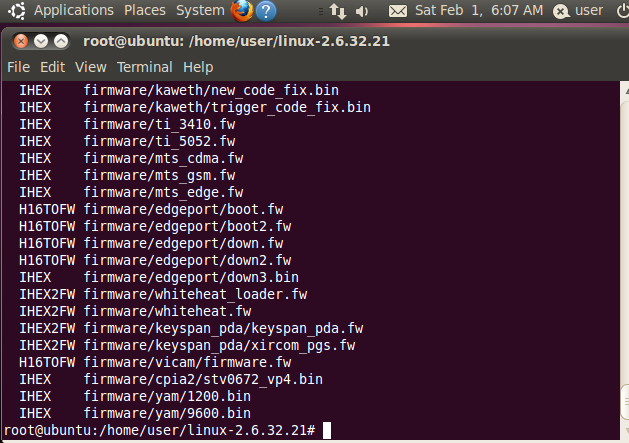 Applications Places System ? Sat Feb 1, 6:07 AM user
root@ubuntu: /home/user/linux-2.6.32.21
File Edit View Terminal Help
IHEX firmware/kaweth/new_code_fix.bin
IHEX firmware/kaweth/trigger_code_fix.bin
IHEX firmware/ti_3410.fw
IHEX firmware/ti_5052.fw
IHEX firmware/mts_cdma.fw
IHEX firmware/mts_gsm.fw
IHEX firmware/mts_edge.fw
H16TOFW firmware/edgeport/boot.fw
H16TOFW firmware/edgeport/boot2.fw
H16TOFW firmware/edgeport/down.fw
H16TOFW firmware/edgeport/down2.fw
IHEX firmware/edgeport/down3.bin
IHEX2FW firmware/whiteheat_loader.fw
IHEX2FW firmware/whiteheat.fw
IHEX2FW firmware/keyspan_pda/keyspan_pda.fw
IHEX2FW firmware/keyspan_pda/xircom_pgs.fw
H16TOFW firmware/vicam/firmware.fw
IHEX firmware/cpia2/stv0672_vp4.bin
IHEX firmware/yam/1200.bin
IHEX firmware/yam/9600.bin
root@ubuntu:/home/user/linux-2.6.32.21#